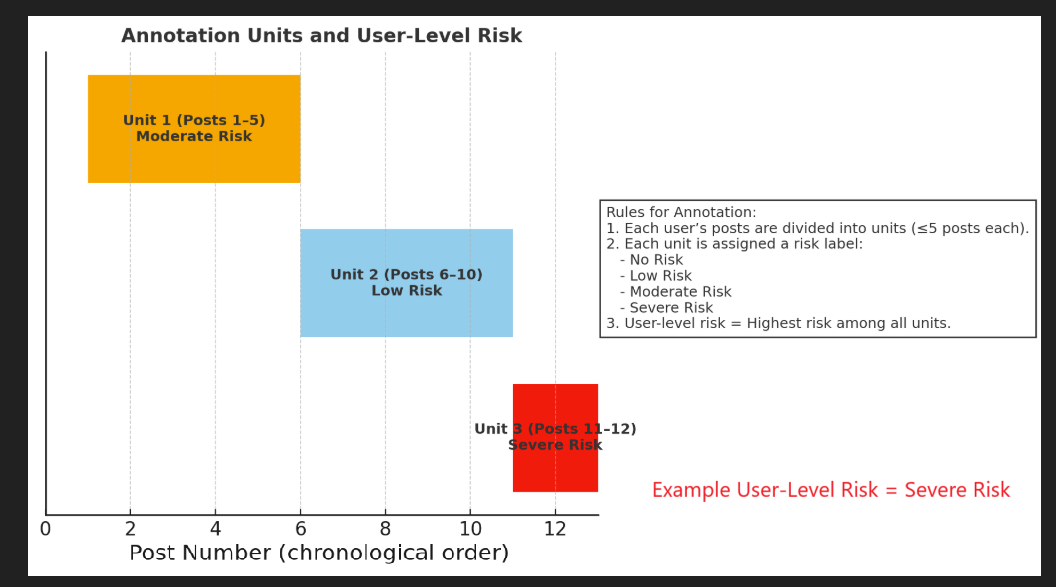 Annotation Units and User-Level Risk
Unit 1 (Posts 1–5)
Moderate Risk
Unit 2 (Posts 6–10)
Low Risk
Unit 3 (Posts 11–12)
Severe Risk
0 2 4 6 8 10 12
Post Number (chronological order)
Rules for Annotation:
1. Each user’s posts are divided into units (≤5 posts each).
2. Each unit is assigned a risk label:
- No Risk
- Low Risk
- Moderate Risk
- Severe Risk
3. User-level risk = Highest risk among all units.
Example User-Level Risk = Severe Risk